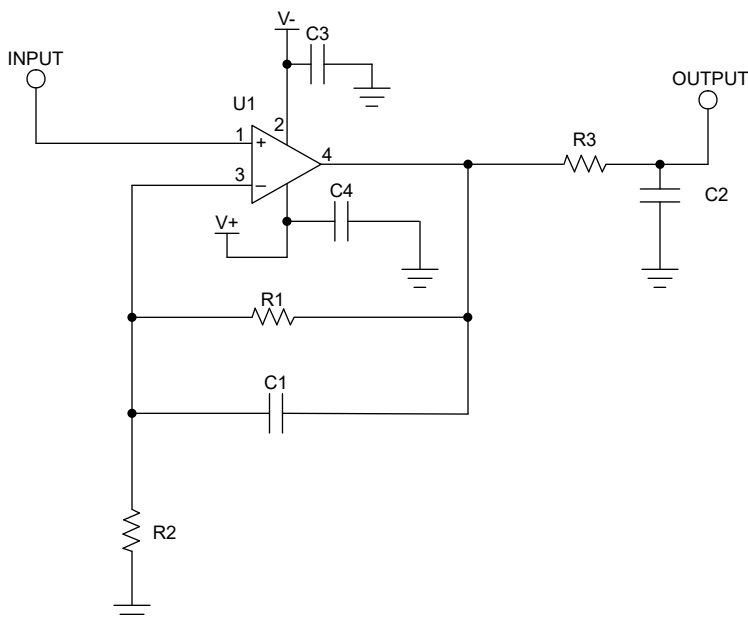 V-
C3
INPUT
OUTPUT
U1
2
1
+
4
R3
3
–
C4
C2
V+
R1
C1
R2